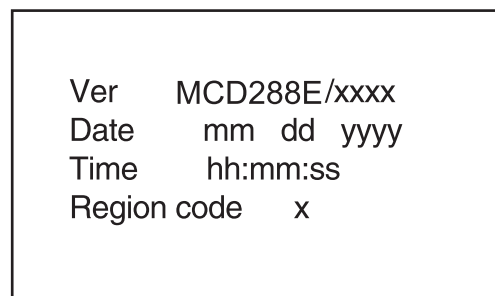 Ver MCD288E/xxxx
Date mm dd yyyy
Time hh:mm:ss
Region code x